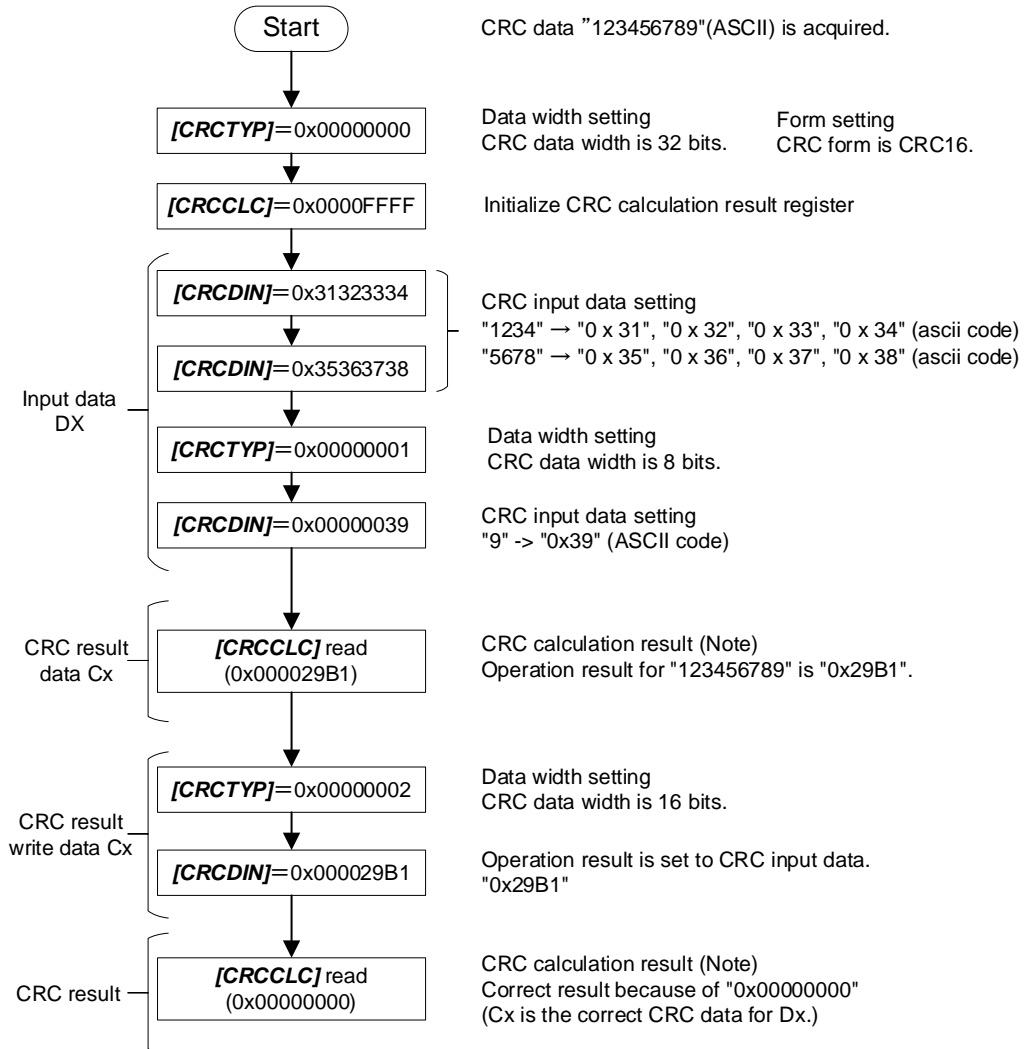 Start
CRC data "123456789"(ASCII) is acquired.
[CRCTYP]=0x00000000
Data width setting
CRC data width is 32 bits.
Form setting
CRC form is CRC16.
[CRCCLC]=0x0000FFFF
Initialize CRC calculation result register
Input data
DX
[CRCDIN]=0x31323334
[CRCDIN]=0x35363738
CRC input data setting
"1234" → "0 x 31", "0 x 32", "0 x 33", "0 x 34" (ascii code)
"5678" → "0 x 35", "0 x 36", "0 x 37", "0 x 38" (ascii code)
[CRCTYP]=0x00000001
Data width setting
CRC data width is 8 bits.
[CRCDIN]=0x00000039
CRC input data setting
"9" -> "0x39" (ASCII code)
CRC result
data Cx
[CRCCLC] read
(0x000029B1)
CRC calculation result (Note)
Operation result for "123456789" is "0x29B1".
CRC result
write data Cx
[CRCTYP]=0x00000002
Data width setting
CRC data width is 16 bits.
[CRCDIN]=0x000029B1
Operation result is set to CRC input data.
"0x29B1"
CRC result
[CRCCLC] read
(0x00000000)
CRC calculation result (Note)
Correct result because of "0x00000000"
(Cx is the correct CRC data for Dx.)